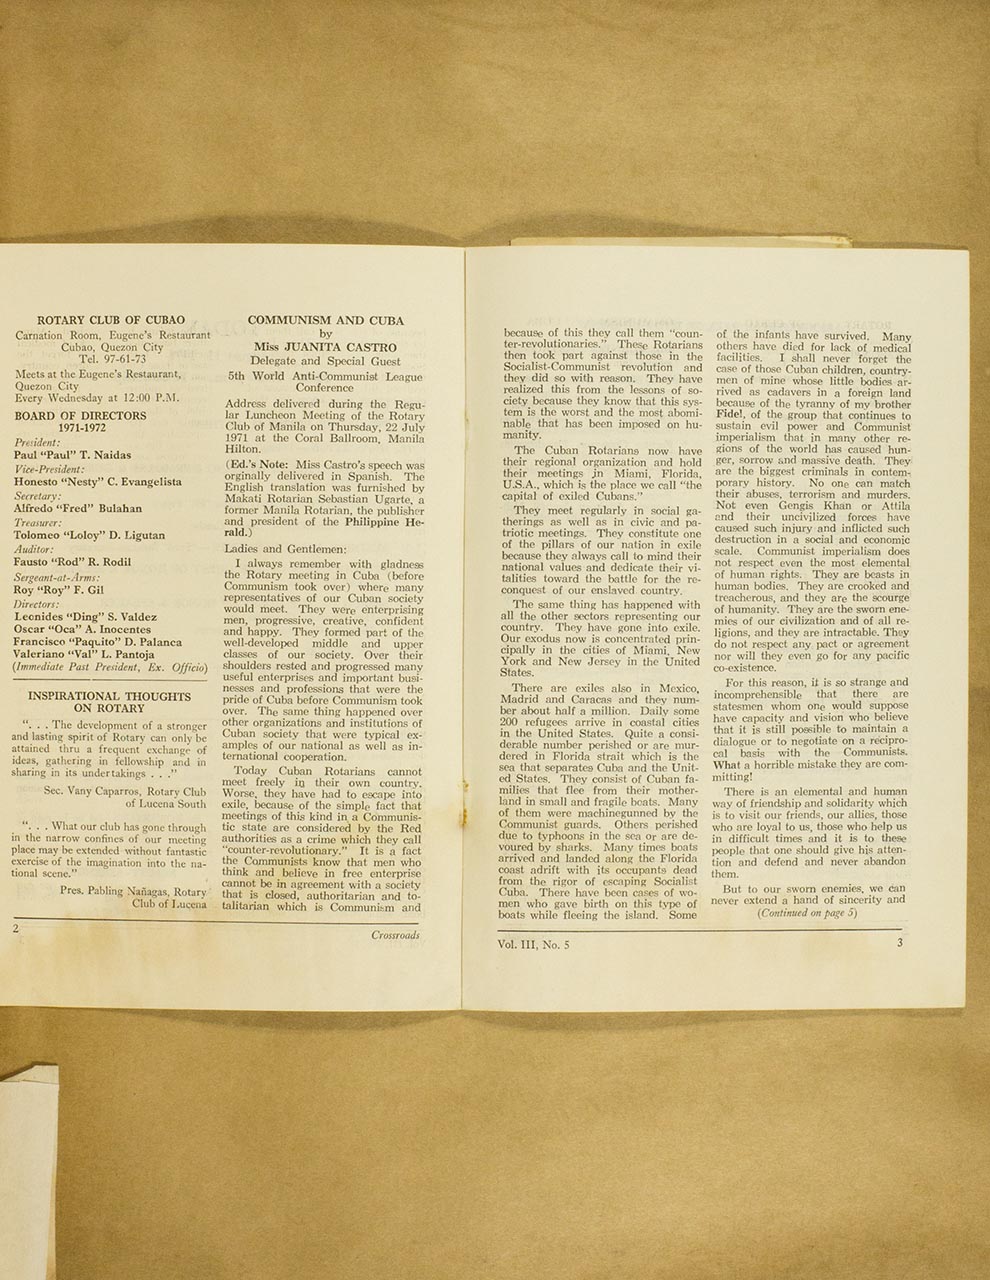 ROTARY CLUB OF CUBAO
Carnation Room, Eugene's Restaurant
Cubao, Quezon City
Tel. 97-61-73
Meets at the Eugene's Restaurant,
Quezon City
Every Wednesday at 12:00 P.M.
BOARD OF DIRECTORS
1971-1972
President:
Paul "Paul" T. Naidas
Vice-President:
Honesto "Nesty" C. Evangelista
Secretary:
Alfredo "Fred" Bulahan
Treasurer:
Tolomeo "Loloy" D. Ligutan
Auditor:
Fausto "Rod" R. Rodil
Sergeant-at-Arms:
Roy "Roy" F. Gil
Directors:
Leonides "Ding" S. Valdez
Oscar "Oca" A. Inocentes
Francisco "Paquito" D. Palanca
Valeriano "Val" L. Pantoja
(Immediate Past President, Ex. Officio)
INSPIRATIONAL THOUGHTS
ON ROTARY
". . . The development of a stronger
and lasting spirit of Rotary can only be
attained thru a frequent exchange of
ideas, gathering in fellowship and in
sharing in its undertakings . . ."
Sec. Vany Caparros, Rotary Club
of Lucena South
". . . What our club has gone through
in the narrow confines of our meeting
place may be extended without fantastic
exercise of the imagination into the na-
tional scene."
Pres. Pabling Nañagas, Rotary
Club of Lucena
2
COMMUNISM AND CUBA
by
Miss JUANITA CASTRO
Delegate and Special Guest
5th World Anti-Communist League
Conference
Address delivered during the Regu-
lar Luncheon Meeting of the Rotary
Club of Manila on Thursday, 22 July
1971 at the Coral Ballroom, Manila
Hilton.
(Ed.'s Note: Miss Castro's speech was
orginally delivered in Spanish. The
English translation was furnished by
Makati Rotarian Sebastian Ugarte, a
former Manila Rotarian, the publisher
and president of the Philippine He-
rald.)
Ladies and Gentlemen:
I always remember with gladness
the Rotary meeting in Cuba (before
Communism took over) where many
representatives of our Cuban society
would meet. They were enterprising
men, progressive, creative, confident
and happy. They formed part of the
well-developed middle and upper
classes of our society. Over their
shoulders rested and progressed many
useful enterprises and important busi-
nesses and professions that were the
pride of Cuba before Communism took
over. The same thing happened over
other organizations and institutions of
Cuban society that were typical ex-
amples of our national as well as in-
ternational cooperation.
Today Cuban Rotarians cannot
meet freely in their own country.
Worse, they have had to escape into
exile, because of the simple fact that
meetings of this kind in a Communis-
tic state are considered by the Red
authorities as a crime which they call
"counter-revolutionary." It is a fact
the Communists know that men who
think and believe in free enterprise
cannot be in agreement with a society
that is closed, authoritarian and to-
talitarian which is Communism and
Crossroads
because of this they call them "coun-
ter-revolutionaries." These Rotarians
then took part against those in the
Socialist-Communist revolution and
they did so with reason. They have
realized this from the lessons of so-
ciety because they know that this sys-
tem is the worst and the most abomi-
nable that has been imposed on hu-
manity.
The Cuban Rotarians now have
their regional organization and hold
their meetings in Miami, Florida,
U.S.A., which is the place we call "the
capital of exiled Cubans."
They meet regularly in social ga-
therings as well as in civic and pa-
triotic meetings. They constitute one
of the pillars of our nation in exile
because they always call to mind their
national values and dedicate their vi-
talities toward the battle for the re-
conquest of our enslaved country.
The same thing has happened with
all the other sectors representing our
country. They have gone into exile.
Our exodus now is concentrated prin-
cipally in the cities of Miami, New
York and New Jersey in the United
States.
There are exiles also in Mexico,
Madrid and Caracas and they num-
ber about half a million. Daily some
200 refugees arrive in coastal cities
in the United States. Quite a consi-
derable number perished or are mur-
dered in Florida strait which is the
sea that separates Cuba and the Unit-
ed States. They consist of Cuban fa-
milies that flee from their mother-
land in small and fragile boats. Many
of them were machinegunned by the
Communist guards. Others perished
due to typhoons in the sea or are de-
voured by sharks. Many times boats
arrived and landed along the Florida
coast adrift with its occupants dead
from the rigor of escaping Socialist
Cuba. There have been cases of wo-
men who gave birth on this type of
boats while fleeing the island. Some
Vol. III, No. 5
of the infants have survived. Many
others have died for lack of medical
facilities. I shall never forget the
case of those Cuban children, country-
men of mine whose little bodies ar-
rived as cadavers in a foreign land
because of the tyranny of my brother
Fidel, of the group that continues to
sustain evil power and Communist
imperialism that in many other re-
gions of the world has caused hun-
ger, sorrow and massive death. They
are the biggest criminals in contem-
porary history. No one can match
their abuses, terrorism and murders.
Not even Gengis Khan or Attila
and their uncivilized forces have
caused such injury and inflicted such
destruction in a social and economic
scale. Communist imperialism does
not respect even the most elemental
of human rights. They are beasts in
human bodies. They are crooked and
treacherous, and they are the scourge
of humanity. They are the sworn ene-
mies of our civilization and of all re-
ligions, and they are intractable. They
do not respect any pact or agreement
nor will they even go for any pacific
co-existence.
For this reason, it is so strange and
incomprehensible that there are
statesmen whom one would suppose
have capacity and vision who believe
that it is still possible to maintain a
dialogue or to negotiate on a recipro-
cal basis with the Communists.
What a horrible mistake they are com-
mitting!
There is an elemental and human
way of friendship and solidarity which
is to visit our friends, our allies, those
who are loyal to us, those who help us
in difficult times and it is to these
people that one should give his atten-
tion and defend and never abandon
them.
But to our sworn enemies, we can
never extend a hand of sincerity and
(Continued on page 5)
3